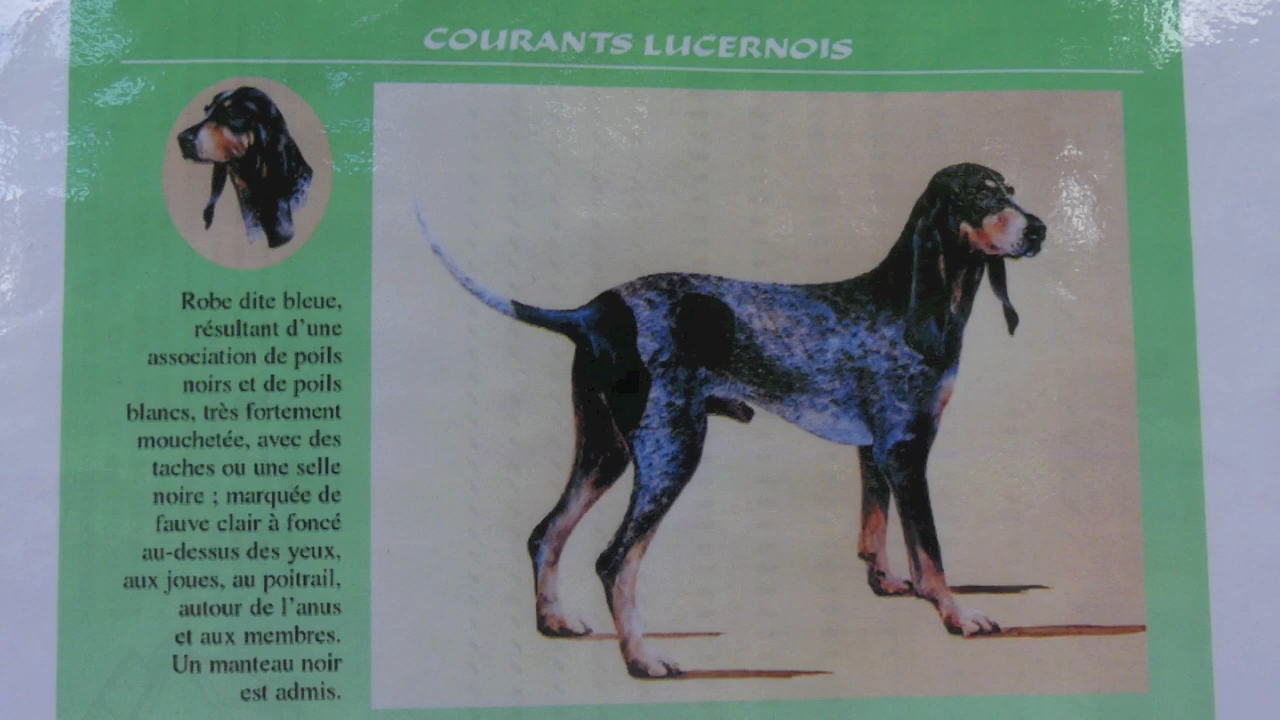 COURANTS LUCERNOIS
Robe dite bleue,
résultant d'une
association de poils
noirs et de poils
blancs, très fortement
mouchetée, avec des
taches ou une selle
noire ; marquée de
fauve clair à foncé
au-dessus des yeux,
aux joues, au poitrail,
autour de l'anus
et aux membres.
Un manteau noir
est admis.